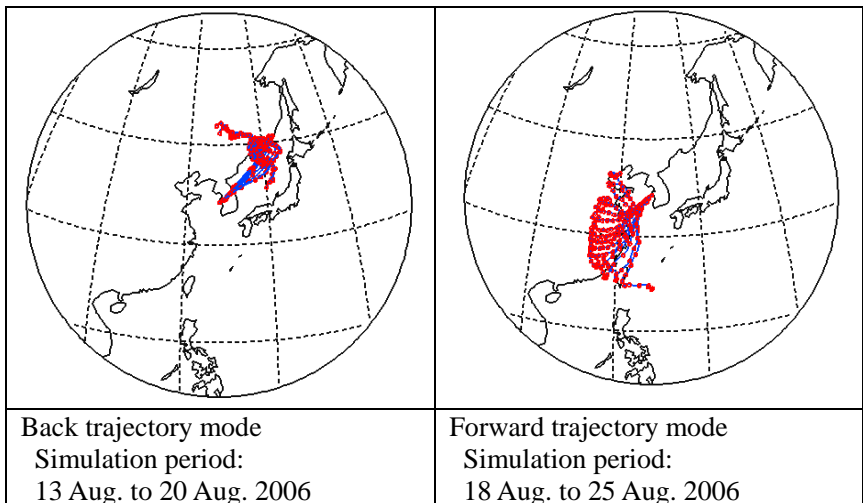 Back trajectory mode
Simulation period:
13 Aug. to 20 Aug. 2006
Forward trajectory mode
Simulation period:
18 Aug. to 25 Aug. 2006